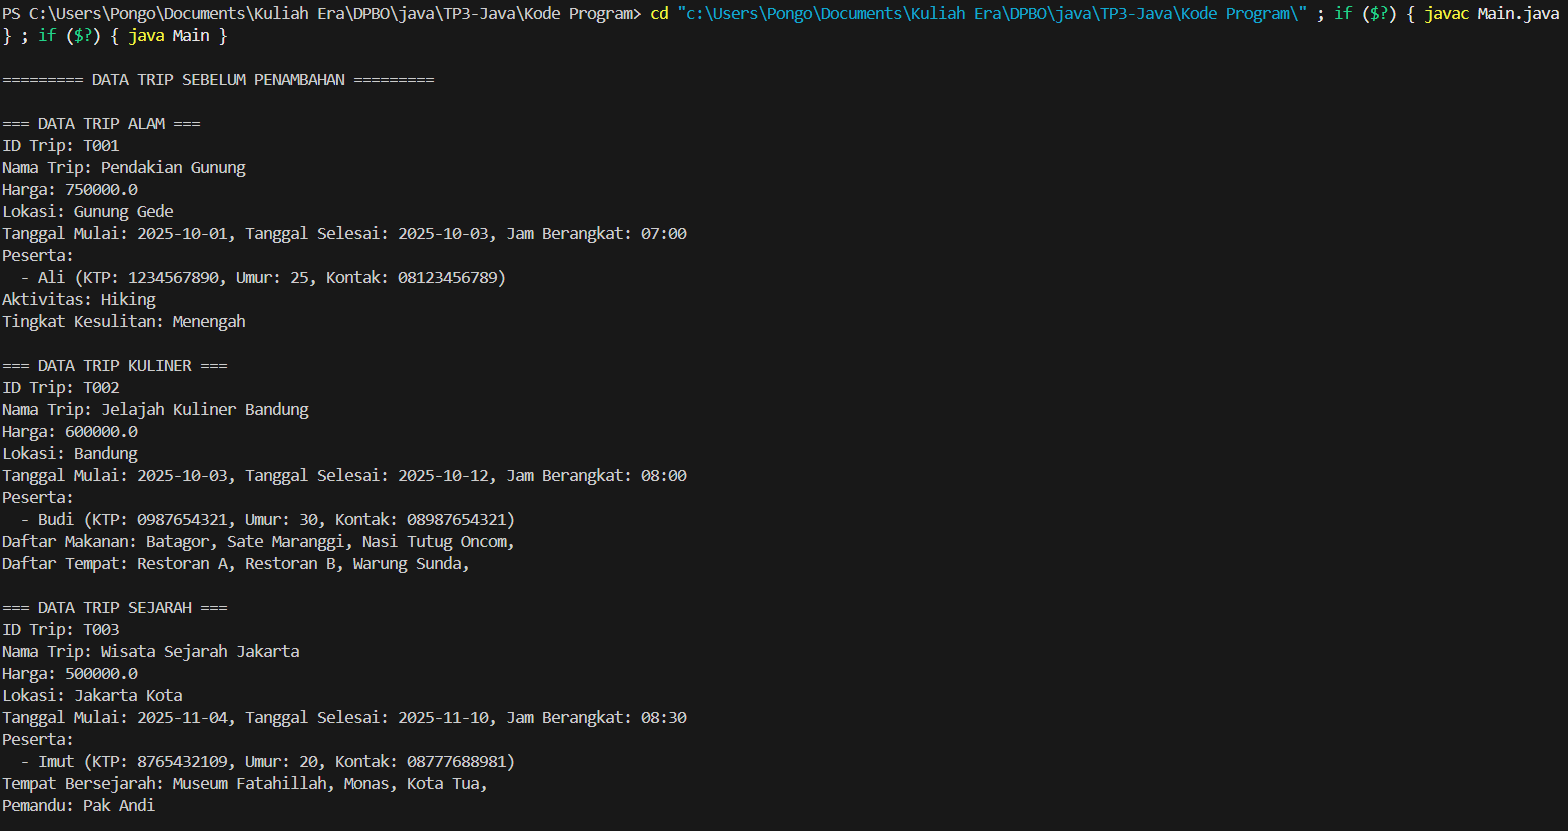 PS C:\Users\Pongo\Documents\Kuliah Era\DPBO\java\TP3-Java\Kode Program> cd "c:\Users\Pongo\Documents\Kuliah Era\DPBO\java\TP3-Java\Kode Program\" ; if ($?) { javac Main.java
} ; if ($?) { java Main }
========= DATA TRIP SEBELUM PENAMBAHAN =========
=== DATA TRIP ALAM ===
ID Trip: T001
Nama Trip: Pendakian Gunung
Harga: 750000.0
Lokasi: Gunung Gede
Tanggal Mulai: 2025-10-01, Tanggal Selesai: 2025-10-03, Jam Berangkat: 07:00
Peserta:
  - Ali (KTP: 1234567890, Umur: 25, Kontak: 08123456789)
Aktivitas: Hiking
Tingkat Kesulitan: Menengah
=== DATA TRIP KULINER ===
ID Trip: T002
Nama Trip: Jelajah Kuliner Bandung
Harga: 600000.0
Lokasi: Bandung
Tanggal Mulai: 2025-10-03, Tanggal Selesai: 2025-10-12, Jam Berangkat: 08:00
Peserta:
  - Budi (KTP: 0987654321, Umur: 30, Kontak: 08987654321)
Daftar Makanan: Batagor, Sate Maranggi, Nasi Tutug Oncom,
Daftar Tempat: Restoran A, Restoran B, Warung Sunda,
=== DATA TRIP SEJARAH ===
ID Trip: T003
Nama Trip: Wisata Sejarah Jakarta
Harga: 500000.0
Lokasi: Jakarta Kota
Tanggal Mulai: 2025-11-04, Tanggal Selesai: 2025-11-10, Jam Berangkat: 08:30
Peserta:
  - Imut (KTP: 8765432109, Umur: 20, Kontak: 08777688981)
Tempat Bersejarah: Museum Fatahillah, Monas, Kota Tua,
Pemandu: Pak Andi